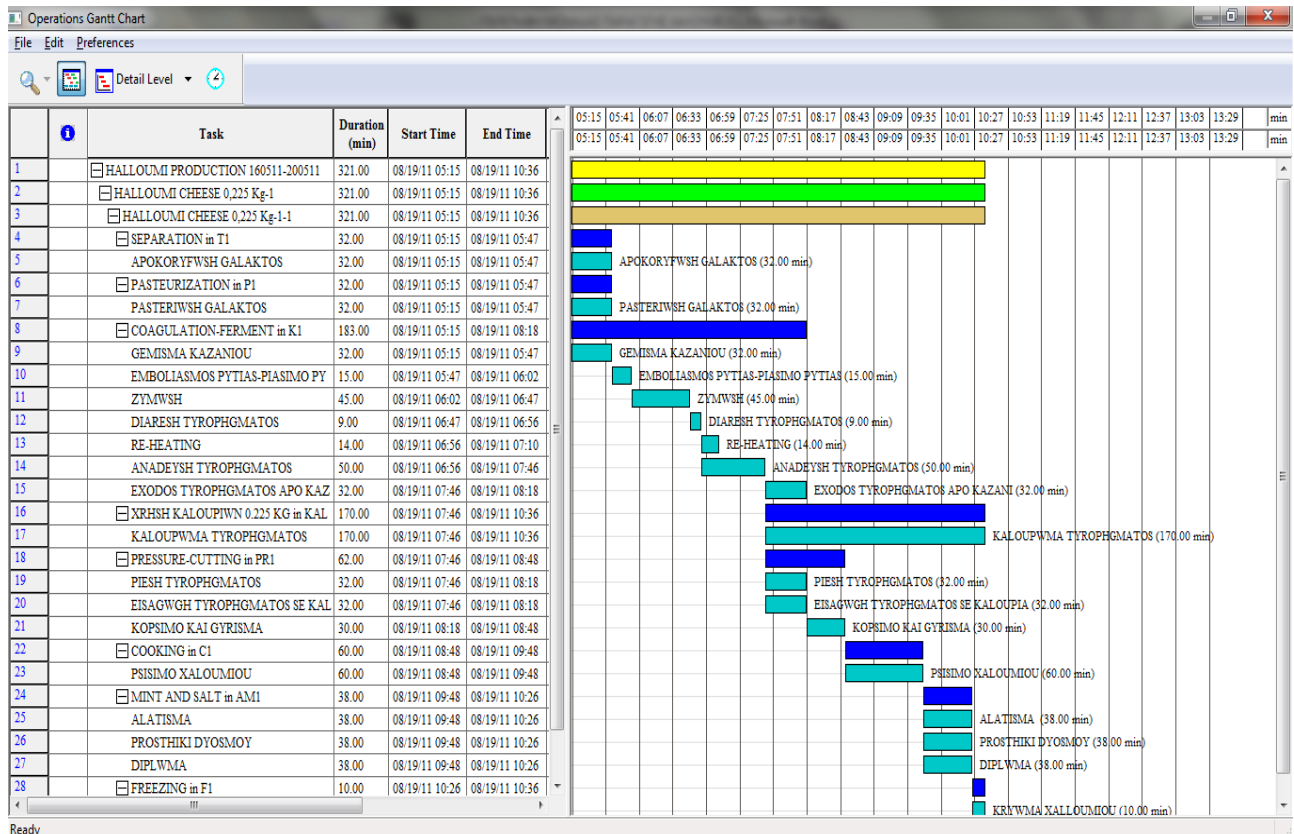 Operations Gantt Chart
File Edit Preferences
Detail Level
Task Duration (min) Start Time End Time
05:15 05:41 06:07 06:33 06:59 07:25 07:51 08:17 08:43 09:09 09:35 10:01 10:27 10:53 11:19 11:45 12:11 12:37 13:03 13:29 min
05:15 05:41 06:07 06:33 06:59 07:25 07:51 08:17 08:43 09:09 09:35 10:01 10:27 10:53 11:19 11:45 12:11 12:37 13:03 13:29 min
1 HALLOUMI PRODUCTION 160511-200511 321.00 08/19/11 05:15 08/19/11 10:36
2 HALLOUMI CHEESE 0,225 Kg-1 321.00 08/19/11 05:15 08/19/11 10:36
3 HALLOUMI CHEESE 0,225 Kg-1-1 321.00 08/19/11 05:15 08/19/11 10:36
4 SEPARATION in T1 32.00 08/19/11 05:15 08/19/11 05:47
5 APOKORYFWSH GALAKTOS 32.00 08/19/11 05:15 08/19/11 05:47 APOKORYFWSH GALAKTOS (32.00 min)
6 PASTEURIZATION in P1 32.00 08/19/11 05:15 08/19/11 05:47
7 PASTERIWSH GALAKTOS 32.00 08/19/11 05:15 08/19/11 05:47 PASTERIWSH GALAKTOS (32.00 min)
8 COAGULATION-FERMENT in K1 183.00 08/19/11 05:15 08/19/11 08:18
9 GEMISMA KAZANIOU 32.00 08/19/11 05:15 08/19/11 05:47 GEMISMA KAZANIOU (32.00 min)
10 EMBOLIASMOS PYTIAS-PIASIMO PY 15.00 08/19/11 05:47 08/19/11 06:02 EMBOLIASMOS PYTIAS-PIASIMO PYTIAS (15.00 min)
11 ZYMWSH 45.00 08/19/11 06:02 08/19/11 06:47 ZYMWSH (45.00 min)
12 DIARESH TYROPHGMATOS 9.00 08/19/11 06:47 08/19/11 06:56 DIARESH TYROPHGMATOS (9.00 min)
13 RE-HEATING 14.00 08/19/11 06:56 08/19/11 07:10 RE-HEATING (14.00 min)
14 ANADEYSH TYROPHGMATOS 50.00 08/19/11 06:56 08/19/11 07:46 ANADEYSH TYROPHGMATOS (50.00 min)
15 EXODOS TYROPHGMATOS APO KAZ 32.00 08/19/11 07:46 08/19/11 08:18 EXODOS TYROPHGMATOS APO KAZANI (32.00 min)
16 XRHSH KALOUPIWN 0.225 KG in KAL 170.00 08/19/11 07:46 08/19/11 10:36
17 KALOUPWMA TYROPHGMATOS 170.00 08/19/11 07:46 08/19/11 10:36 KALOUPWMA TYROPHGMATOS (170.00 min)
18 PRESSURE-CUTTING in PR1 62.00 08/19/11 07:46 08/19/11 08:48
19 PIESH TYROPHGMATOS 32.00 08/19/11 07:46 08/19/11 08:18 PIESH TYROPHGMATOS (32.00 min)
20 EISAGWGH TYROPHGMATOS SE KAL 32.00 08/19/11 07:46 08/19/11 08:18 EISAGWGH TYROPHGMATOS SE KALOUPIA (32.00 min)
21 KOPSIMO KAI GYRISMA 30.00 08/19/11 08:18 08/19/11 08:48 KOPSIMO KAI GYRISMA (30.00 min)
22 COOKING in C1 60.00 08/19/11 08:48 08/19/11 09:48
23 PSISIMO XALOUMIOU 60.00 08/19/11 08:48 08/19/11 09:48 PSISIMO XALOUMIOU (60.00 min)
24 MINT AND SALT in AM1 38.00 08/19/11 09:48 08/19/11 10:26
25 ALATISMA 38.00 08/19/11 09:48 08/19/11 10:26 ALATISMA (38.00 min)
26 PROSTHIKI DYOSMOY 38.00 08/19/11 09:48 08/19/11 10:26 PROSTHIKI DYOSMOY (38.00 min)
27 DIPLWMA 38.00 08/19/11 09:48 08/19/11 10:26 DIPLWMA (38.00 min)
28 FREEZING in F1 10.00 08/19/11 10:26 08/19/11 10:36
KRYWMA XALLOUMIOU (10.00 min)
Ready